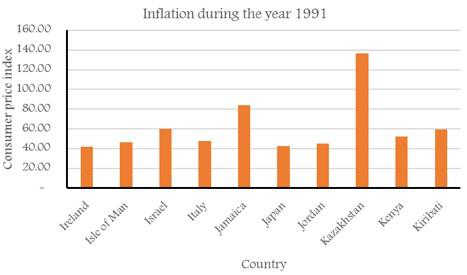 Inflation during the year 1991
Consumer price index
160.00
140.00
120.00
100.00
80.00
60.00
40.00
20.00
-
Ireland
Isle of Man
Israel
Italy
Jamaica
Japan
Jordan
Kazakhstan
Kenya
Kiribati
Country